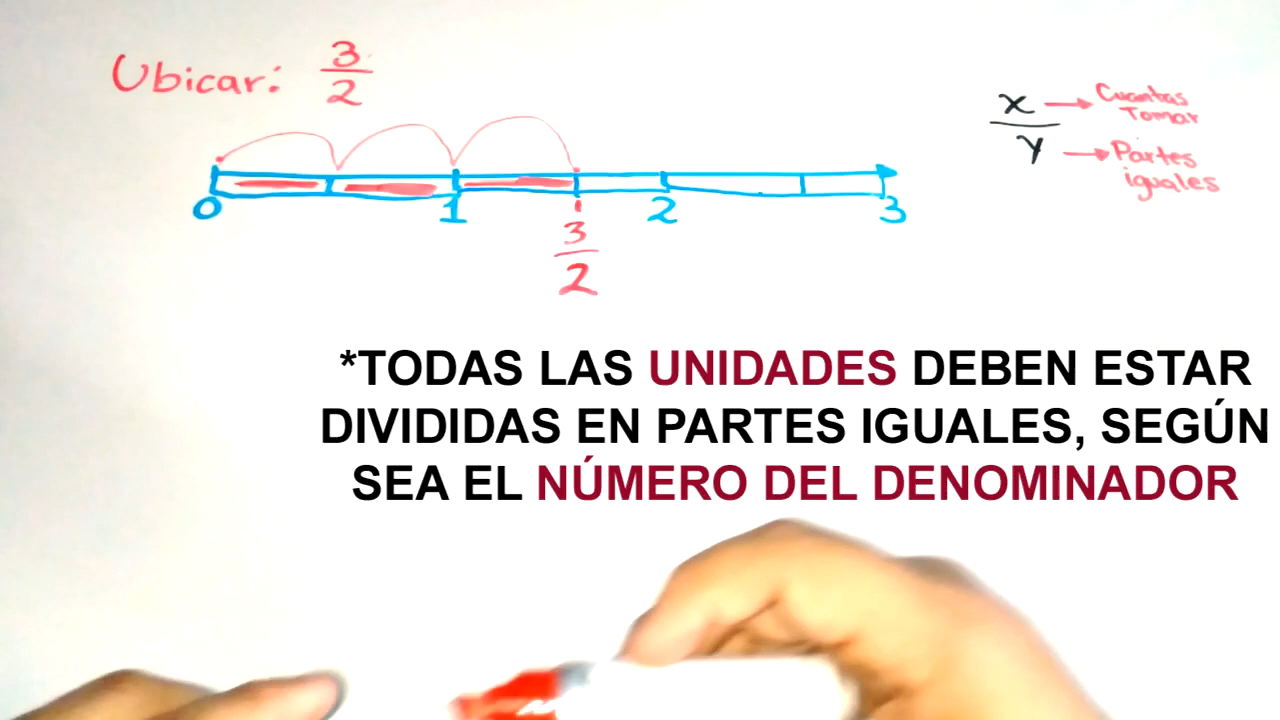 Ubicar: 3/2
x → Cuantas Tomar
y → Partes iguales
0 1 2 3
3/2
*TODAS LAS UNIDADES DEBEN ESTAR
DIVIDIDAS EN PARTES IGUALES, SEGÚN
SEA EL NÚMERO DEL DENOMINADOR